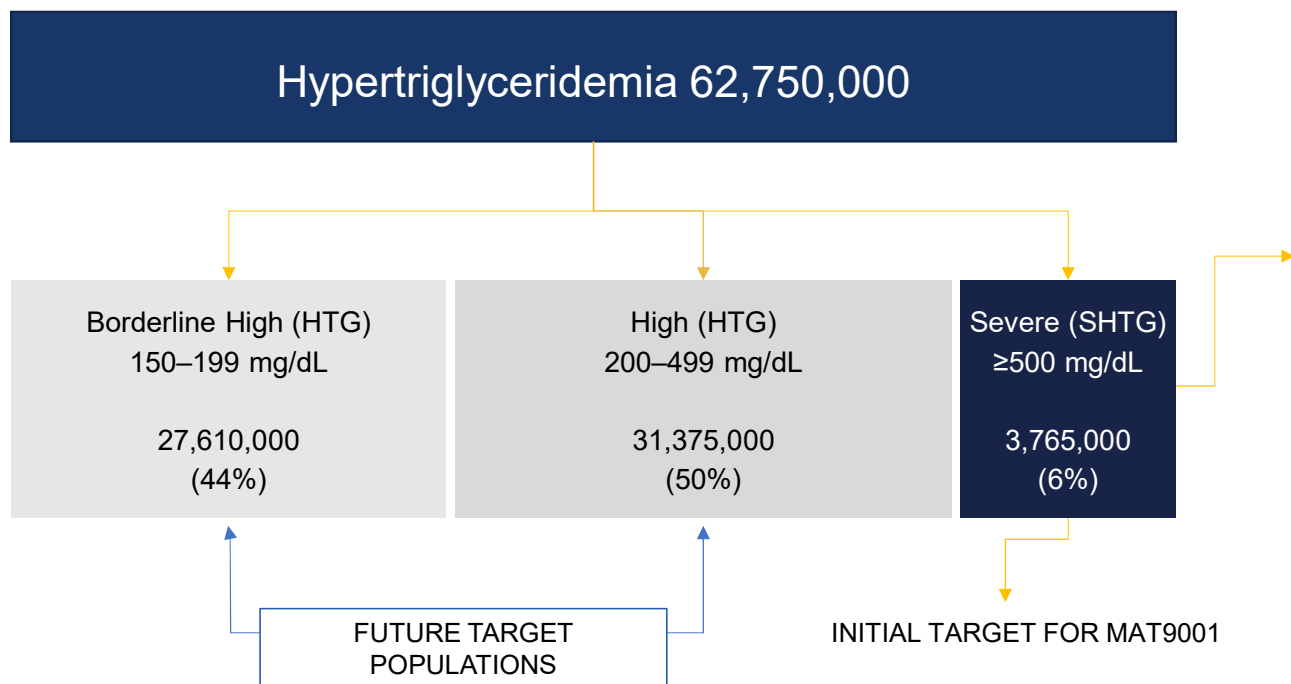 Hypertriglyceridemia 62,750,000
Borderline High (HTG)
150–199 mg/dL
27,610,000
(44%)
High (HTG)
200–499 mg/dL
31,375,000
(50%)
Severe (SHTG)
≥500 mg/dL
3,765,000
(6%)
FUTURE TARGET
POPULATIONS
INITIAL TARGET FOR MAT9001